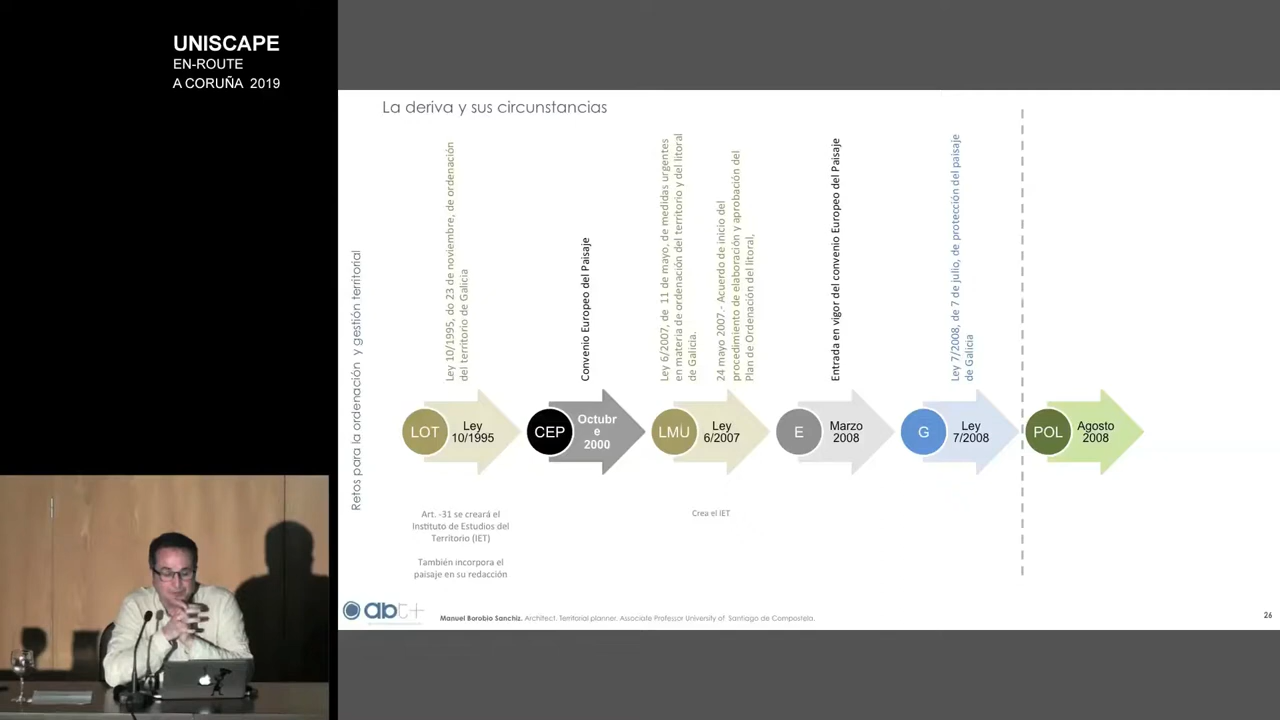 UNISCAPE
EN-ROUTE
A CORUÑA 2019
La deriva y sus circunstancias
Retos para la ordenación y gestión territorial
Ley 10/1995, do 23 de noviembre, de ordenación
del territorio de Galicia
Convenio Europeo del Paisaje
Ley 6/2007, de 11 de mayo, de medidas urgentes
en materia de ordenación del territorio y del litoral
de Galicia.
24 mayo 2007.- Acuerdo de inicio del
procedimiento de elaboración y aprobación del
Plan de Ordenación del litoral,
Entrada en vigor del convenio Europeo del Paisaje
Ley 7/2008, de 7 de julio, de protección del paisaje
de Galicia
LOT
Ley
10/1995
CEP
Octubr
e
2000
LMU
Ley
6/2007
E
Marzo
2008
G
Ley
7/2008
POL
Agosto
2008
Art. -31 se creará el
Instituto de Estudios del
Territorio (IET)
También incorpora el
paisaje en su redacción
Crea el IET
abt+
Manuel Borobio Sanchiz. Architect. Territorial planner. Associate Professor University of Santiago de Compostela.
26